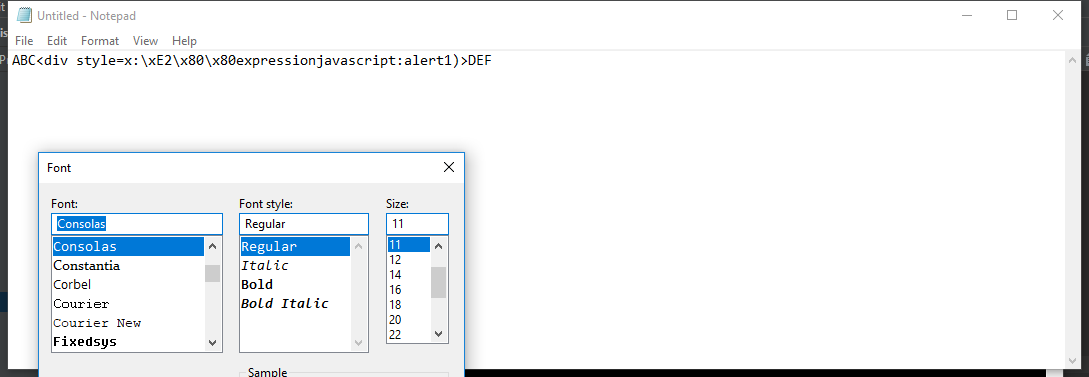 Untitled - Notepad
File Edit Format View Help
ABC<div style=x:\xE2\x80\x80expressionjavascript:alert1)>DEF
Font
Font: Font style: Size:
Consolas Regular 11
Consolas Regular 11
Constantia Italic 12
Corbel Bold 14
Courier Bold Italic 16
Courier New 18
Fixedsys 20
22
Sample